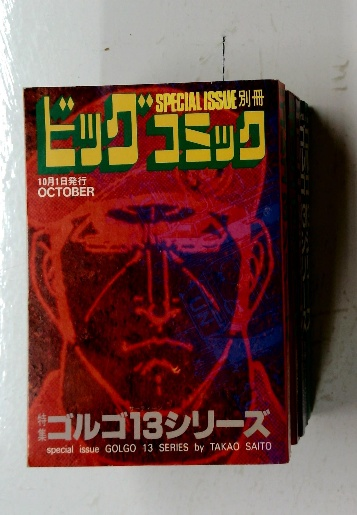 SPECIAL ISSUE 別冊
ビッグコミック
10月1日発行
OCTOBER
特集
ゴルゴ13シリーズ
special issue GOLGO 13 SERIES by TAKAO SAITO